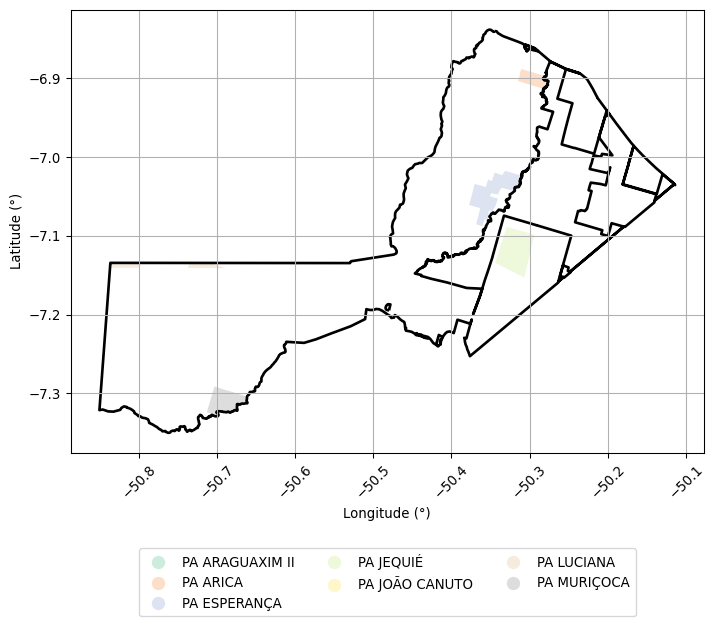 −6.9
−7.0
−7.1
−7.2
−7.3
Latitude (°)
−50.8
−50.7
−50.6
−50.5
−50.4
−50.3
−50.2
−50.1
Longitude (°)
PA ARAGUAXIM II
PA ARICA
PA ESPERANÇA
PA JEQUIÉ
PA JOÃO CANUTO
PA LUCIANA
PA MURIÇOCA